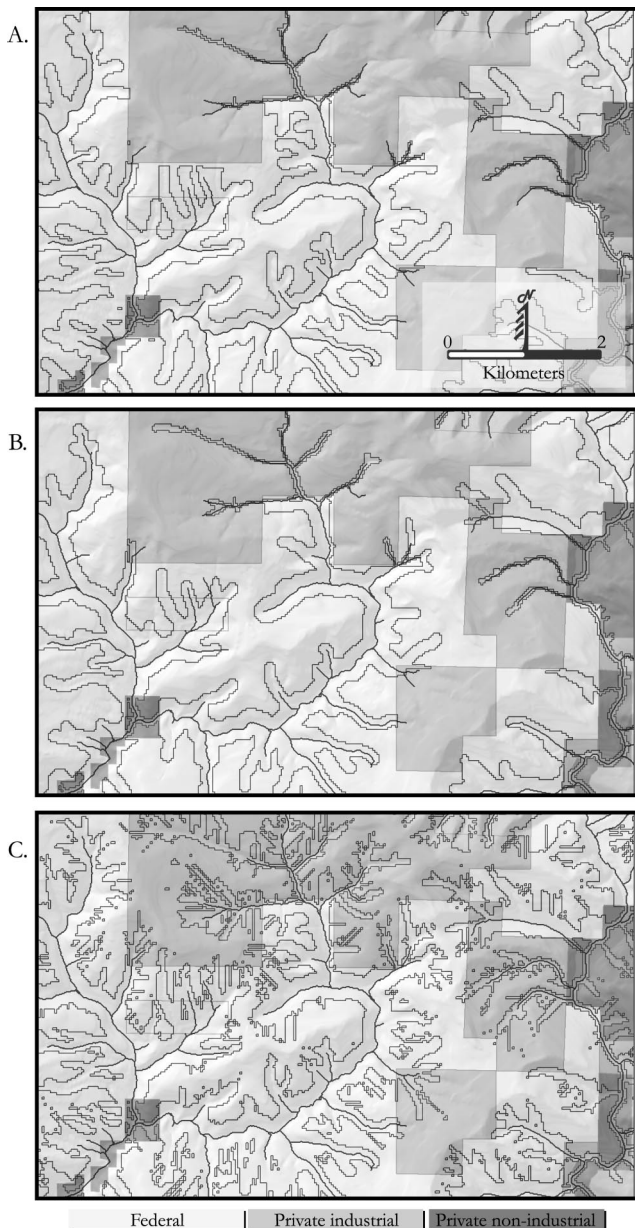 A.
N
0 2
Kilometers
B.
C.
Federal Private industrial Private non-industrial